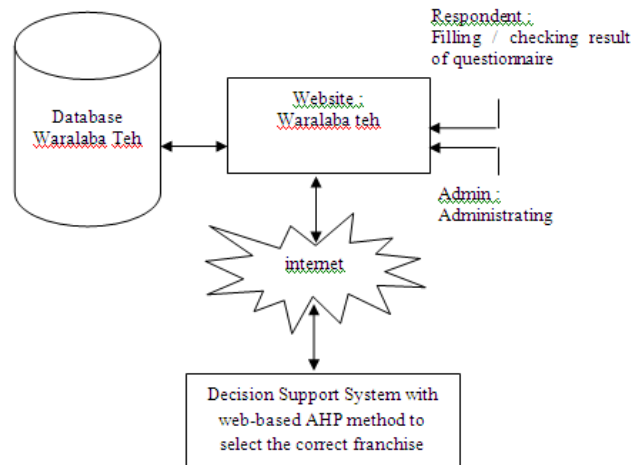 Respondent :
Filling / checking result
of questionnaire
Database
Waralaba Teh
Website :
Waralaba teh
Admin :
Administrating
internet
Decision Support System with
web-based AHP method to
select the correct franchise